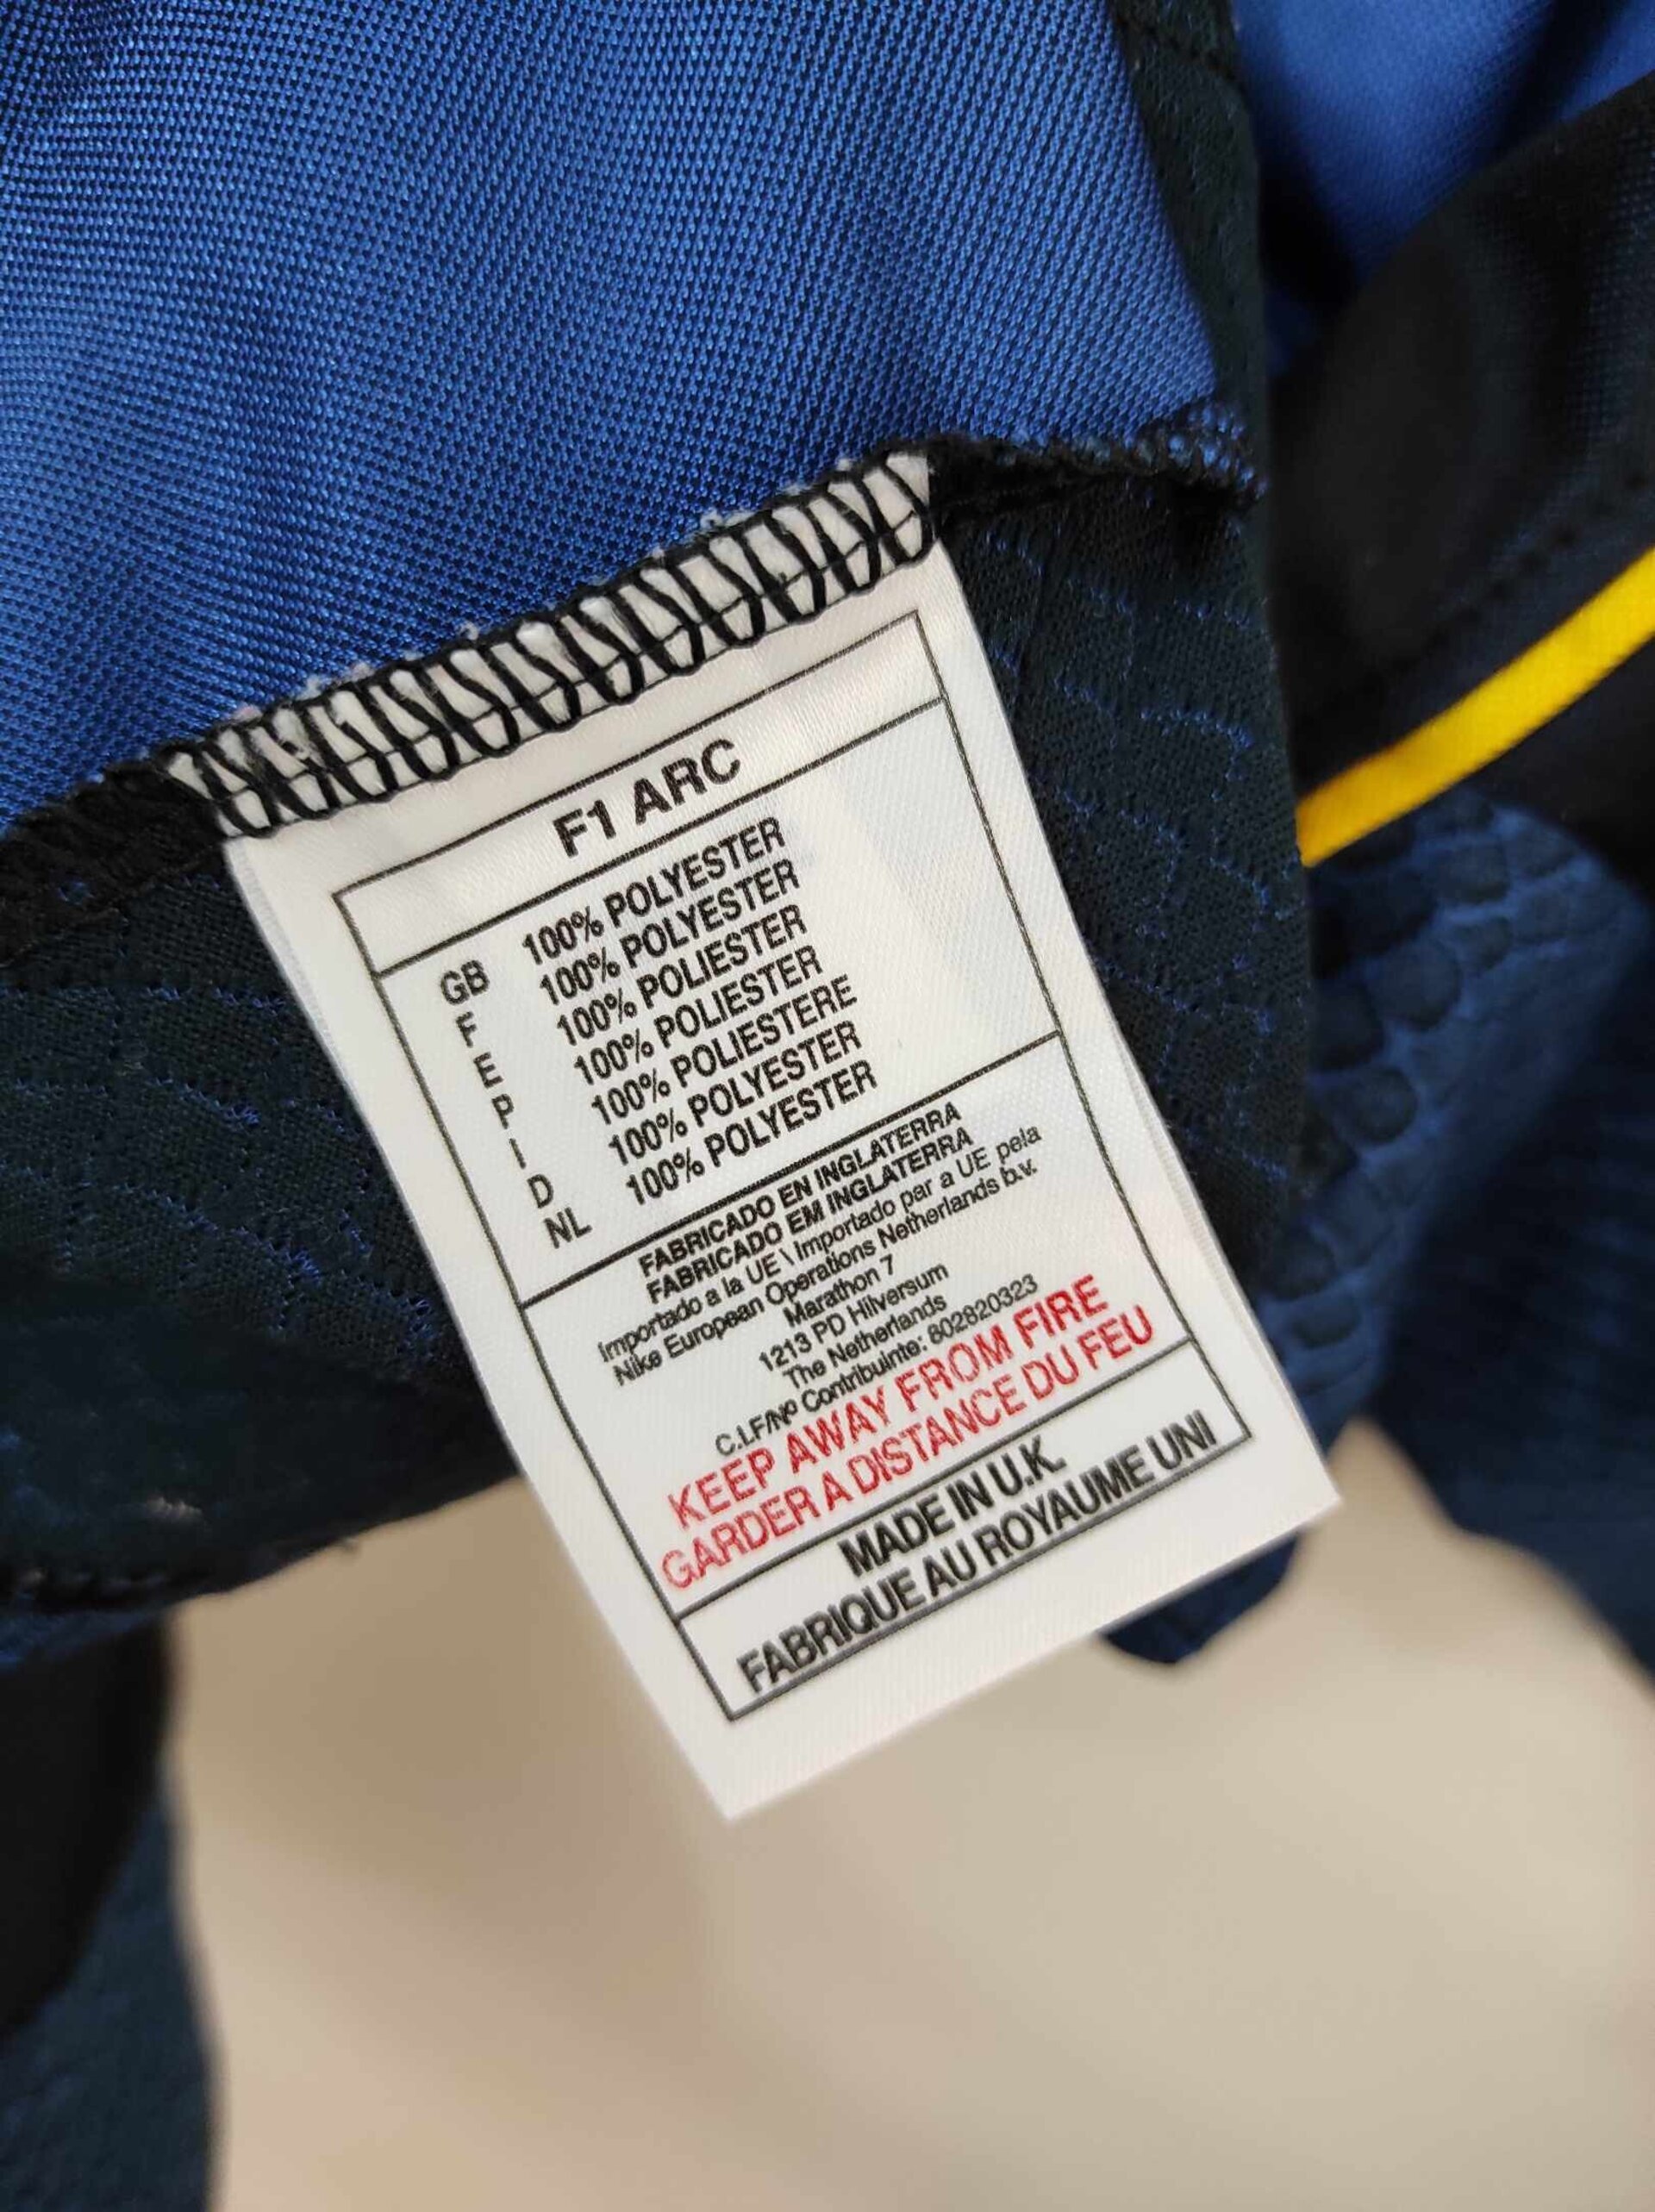 F1 ARC
GB 100% POLYESTER
F 100% POLYESTER
E 100% POLIESTER
P 100% POLIESTER
I 100% POLIESTERE
D 100% POLYESTER
NL 100% POLYESTER
FABRICADO EN INGLATERRA
FABRICADO EM INGLATERRA
Importado a la UE \ Importado par a UE pela
Nike European Operations Netherlands b.v.
Marathon 7
1213 PD Hilversum
The Netherlands
C.I.F/Nº Contribuinte: 802820323
KEEP AWAY FROM FIRE
GARDER A DISTANCE DU FEU
MADE IN U.K.
FABRIQUE AU ROYAUME UNI